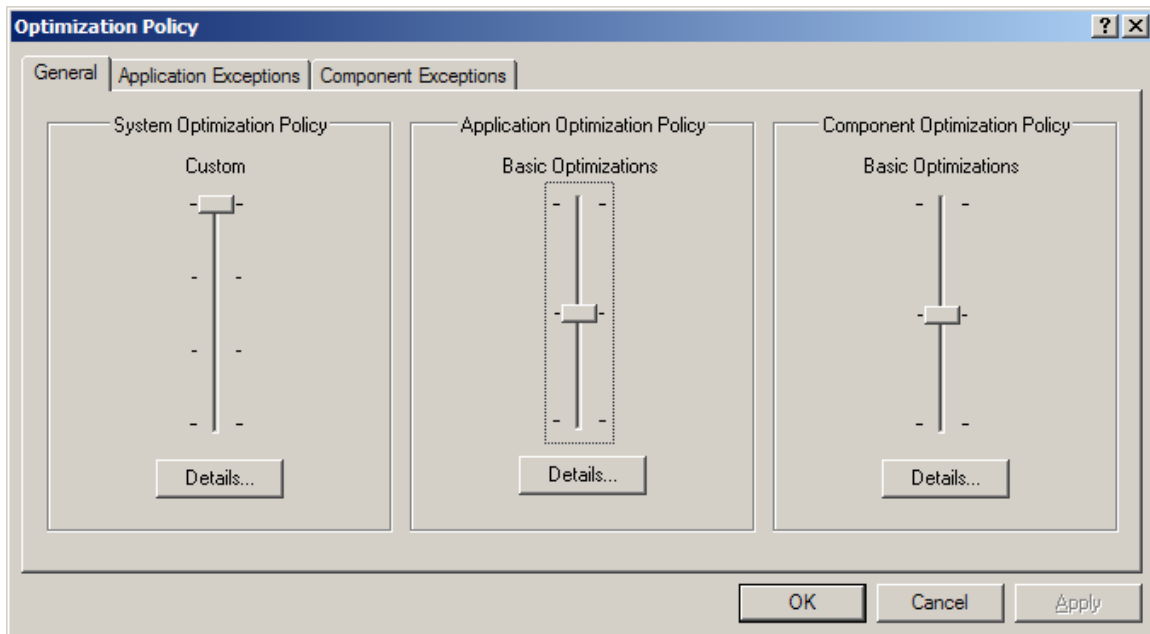 Optimization Policy
General Application Exceptions Component Exceptions
System Optimization Policy
Custom
Details...
Application Optimization Policy
Basic Optimizations
Details...
Component Optimization Policy
Basic Optimizations
Details...
OK Cancel Apply